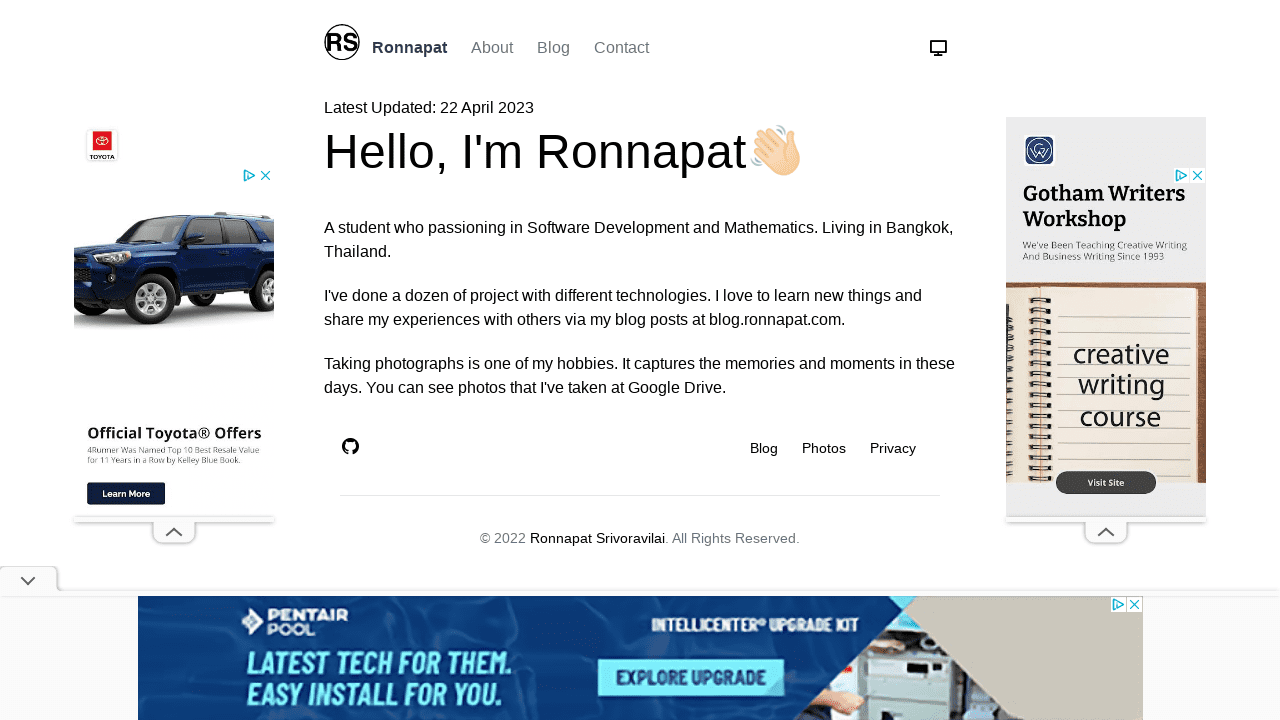 RS Ronnapat About Blog Contact
Latest Updated: 22 April 2023
Hello, I'm Ronnapat👋🏻
A student who passioning in Software Development and Mathematics. Living in Bangkok,
Thailand.
I've done a dozen of project with different technologies. I love to learn new things and
share my experiences with others via my blog posts at blog.ronnapat.com.
Taking photographs is one of my hobbies. It captures the memories and moments in these
days. You can see photos that I've taken at Google Drive.
Blog Photos Privacy
© 2022 Ronnapat Srivoravilai. All Rights Reserved.
TOYOTA
Official Toyota® Offers
4Runner Was Named Top 10 Best Resale Value
for 11 Years in a Row by Kelley Blue Book.
Learn More
Gotham Writers
Workshop
We've Been Teaching Creative Writing
And Business Writing Since 1993
creative
writing
course
Visit Site
PENTAIR
POOL
LATEST TECH FOR THEM.
EASY INSTALL FOR YOU.
INTELLICENTER® UPGRADE KIT
EXPLORE UPGRADE